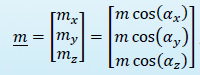 m = [m_x m_y m_z] = [m cos(α_x) m cos(α_y) m cos(α_z)]